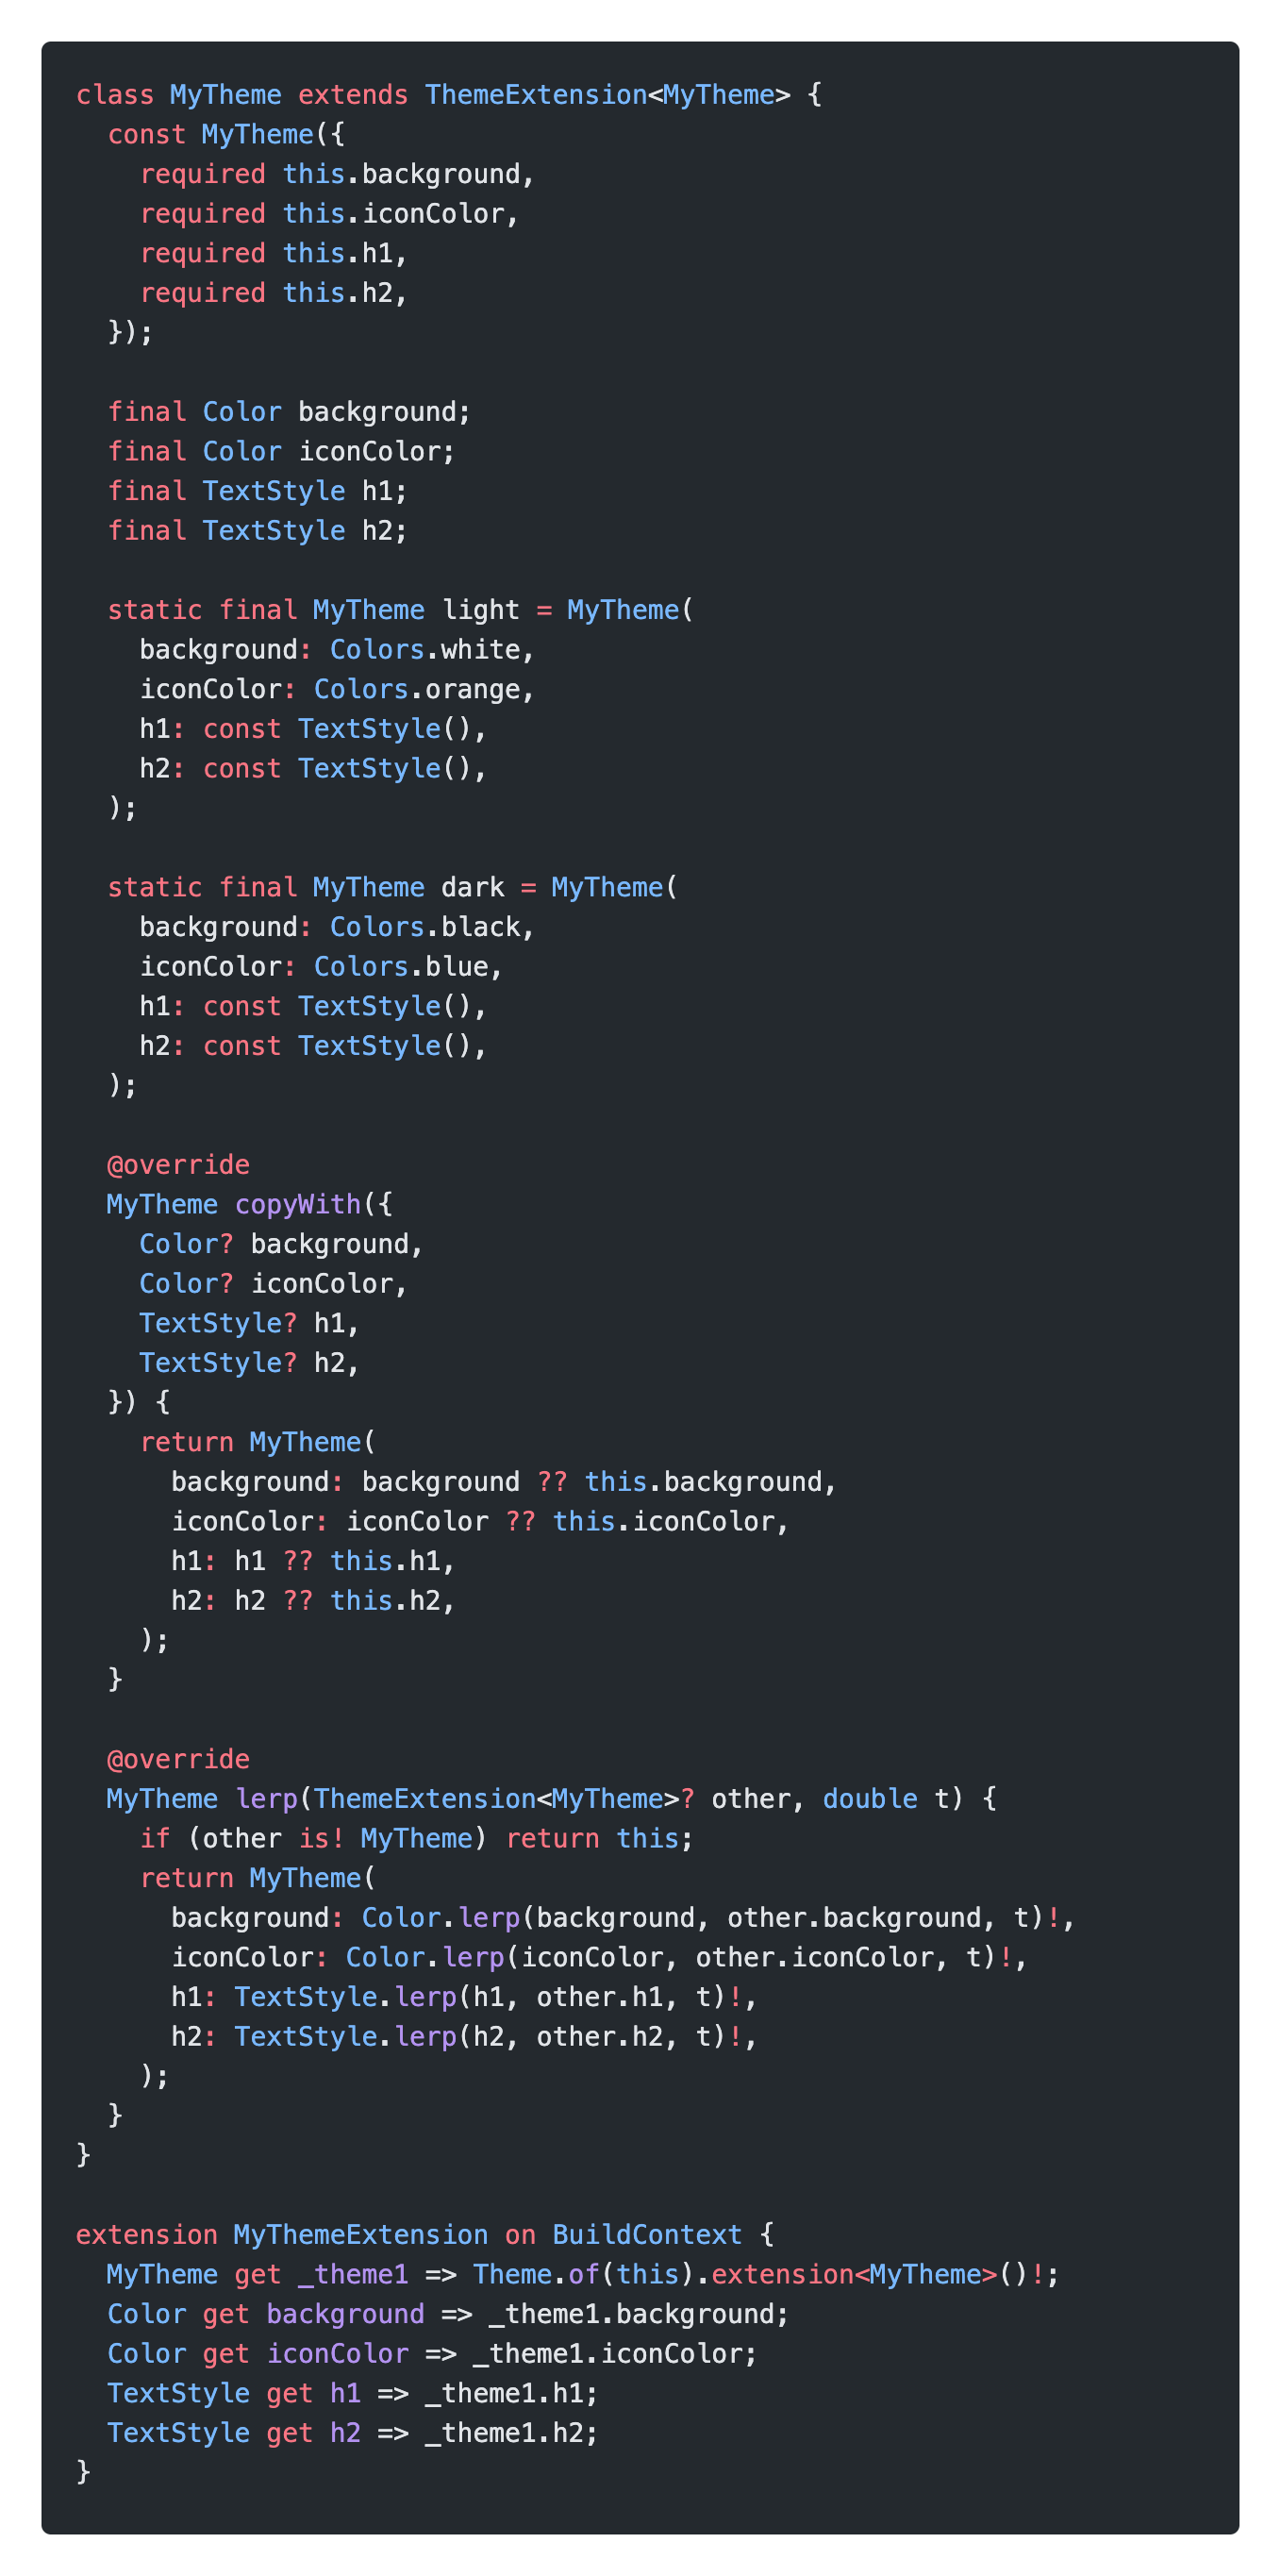 class MyTheme extends ThemeExtension<MyTheme> {
  const MyTheme({
    required this.background,
    required this.iconColor,
    required this.h1,
    required this.h2,
  });

  final Color background;
  final Color iconColor;
  final TextStyle h1;
  final TextStyle h2;

  static final MyTheme light = MyTheme(
    background: Colors.white,
    iconColor: Colors.orange,
    h1: const TextStyle(),
    h2: const TextStyle(),
  );

  static final MyTheme dark = MyTheme(
    background: Colors.black,
    iconColor: Colors.blue,
    h1: const TextStyle(),
    h2: const TextStyle(),
  );

  @override
  MyTheme copyWith({
    Color? background,
    Color? iconColor,
    TextStyle? h1,
    TextStyle? h2,
  }) {
    return MyTheme(
      background: background ?? this.background,
      iconColor: iconColor ?? this.iconColor,
      h1: h1 ?? this.h1,
      h2: h2 ?? this.h2,
    );
  }

  @override
  MyTheme lerp(ThemeExtension<MyTheme>? other, double t) {
    if (other is! MyTheme) return this;
    return MyTheme(
      background: Color.lerp(background, other.background, t)!,
      iconColor: Color.lerp(iconColor, other.iconColor, t)!,
      h1: TextStyle.lerp(h1, other.h1, t)!,
      h2: TextStyle.lerp(h2, other.h2, t)!,
    );
  }
}

extension MyThemeExtension on BuildContext {
  MyTheme get _theme1 => Theme.of(this).extension<MyTheme>()!;
  Color get background => _theme1.background;
  Color get iconColor => _theme1.iconColor;
  TextStyle get h1 => _theme1.h1;
  TextStyle get h2 => _theme1.h2;
}